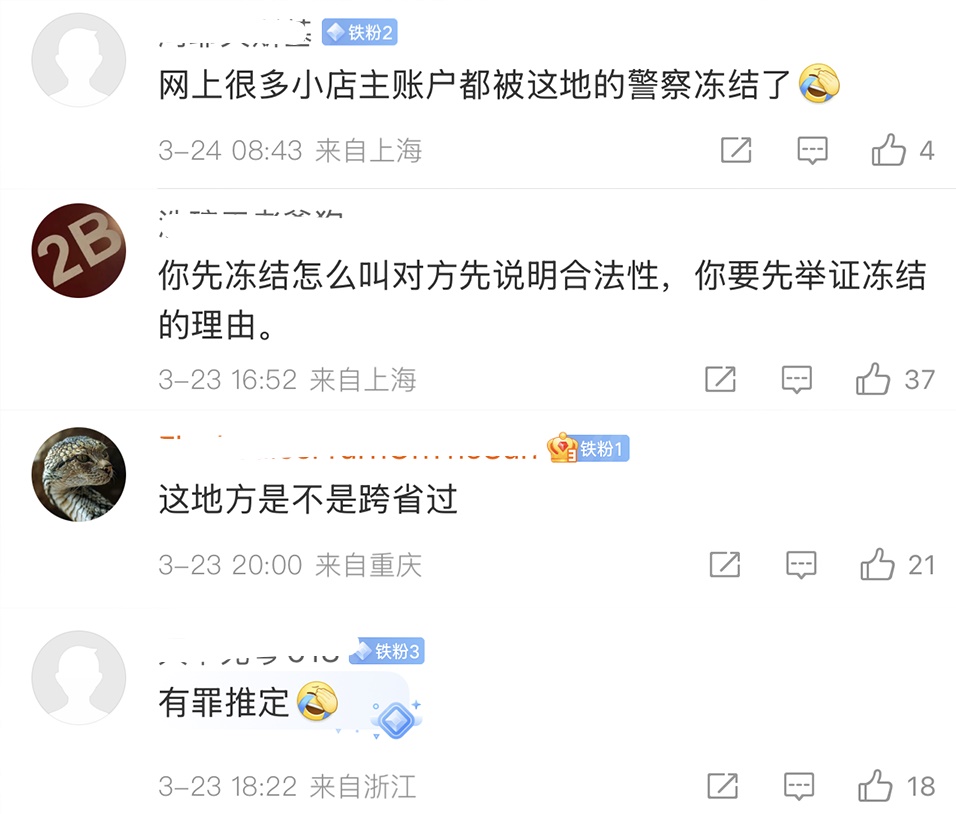 铁粉2
网上很多小店主账户都被这地的警察冻结了
3-24 08:43 来自上海
4
2B
你先冻结怎么叫对方先说明合法性，你要先举证冻结
的理由。
3-23 16:52 来自上海
37
铁粉1
这地方是不是跨省过
3-23 20:00 来自重庆
21
铁粉3
有罪推定
3-23 18:22 来自浙江
18